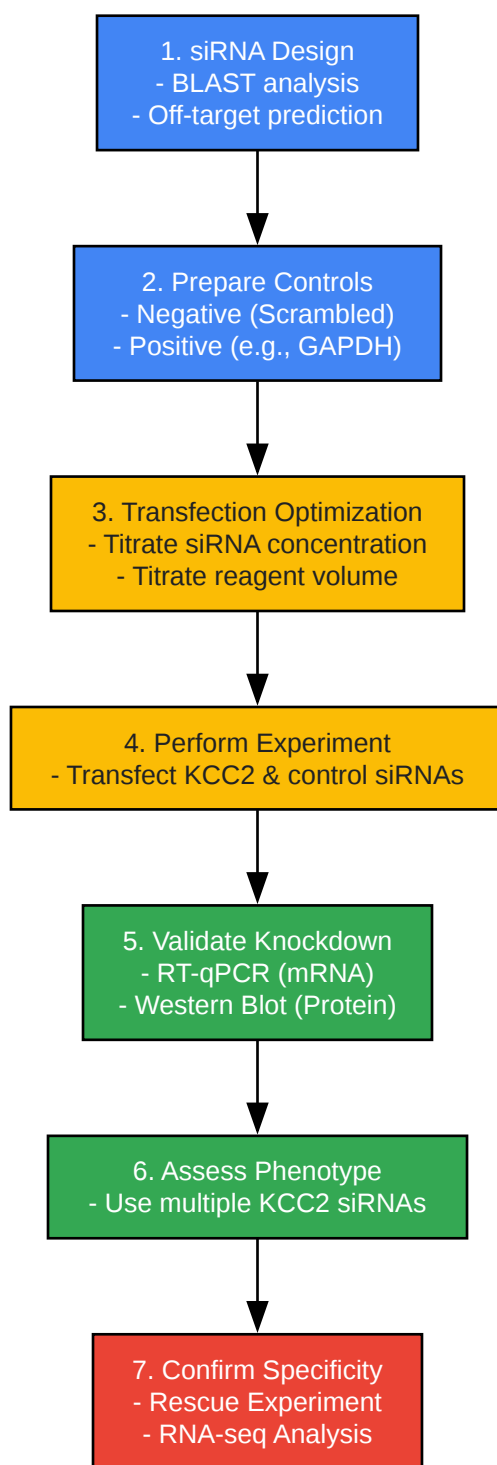 1. siRNA Design
- BLAST analysis
- Off-target prediction
2. Prepare Controls
- Negative (Scrambled)
- Positive (e.g., GAPDH)
3. Transfection Optimization
- Titrate siRNA concentration
- Titrate reagent volume
4. Perform Experiment
- Transfect KCC2 & control siRNAs
5. Validate Knockdown
- RT-qPCR (mRNA)
- Western Blot (Protein)
6. Assess Phenotype
- Use multiple KCC2 siRNAs
7. Confirm Specificity
- Rescue Experiment
- RNA-seq Analysis